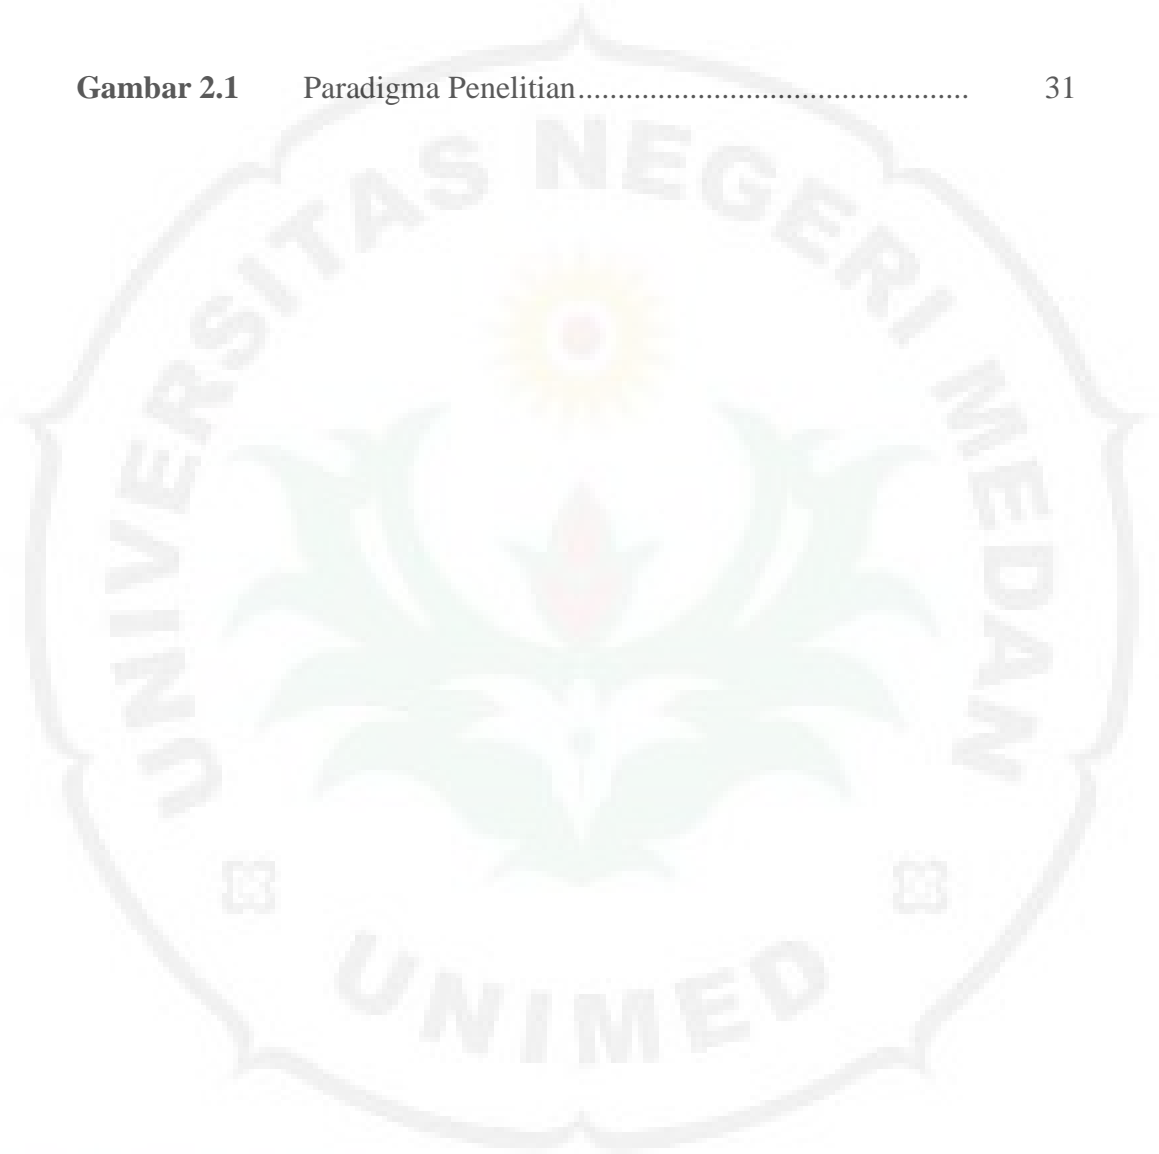 Gambar 2.1 Paradigma Penelitian................................................. 31
UNIVERSITAS NEGERI MEDAN
UNIMED